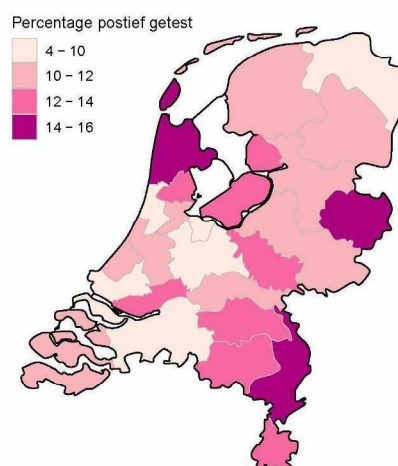 Percentage postief getest
4 – 10
10 – 12
12 – 14
14 – 16